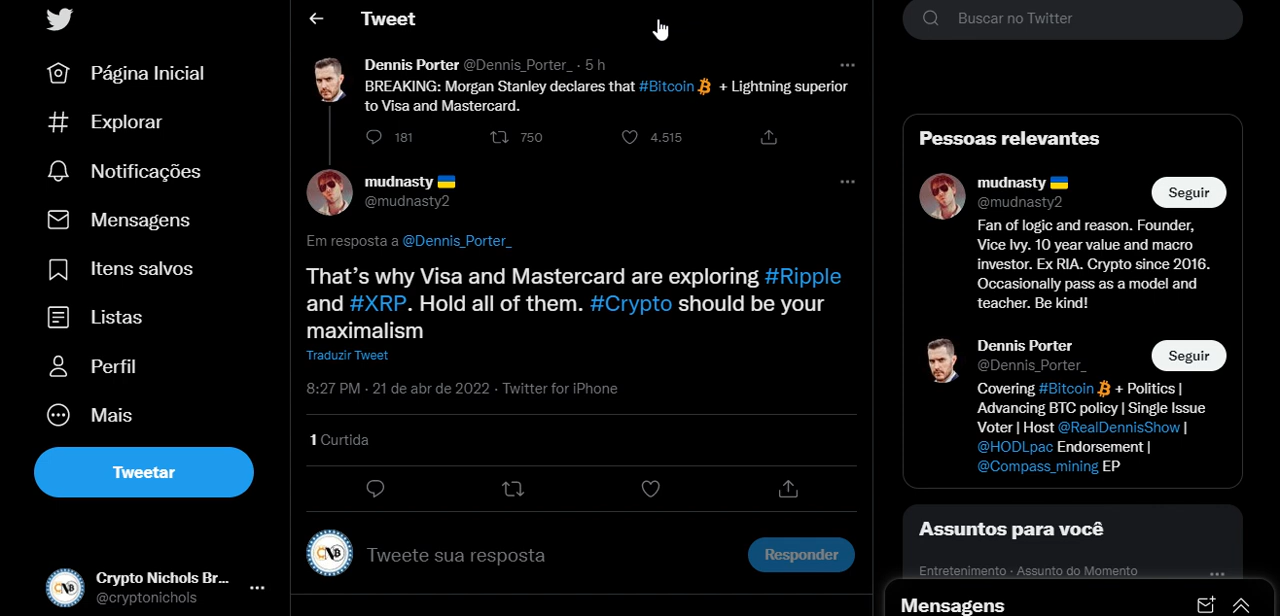 Tweet
Buscar no Twitter
Página Inicial
Explorar
Notificações
Mensagens
Itens salvos
Listas
Perfil
Mais
Tweetar
Crypto Nichols Br...
@cryptonichols
Dennis Porter @Dennis_Porter_ · 5 h
BREAKING: Morgan Stanley declares that #Bitcoin + Lightning superior
to Visa and Mastercard.
181 750 4.515
mudnasty 🇺🇦
@mudnasty2
Em resposta a @Dennis_Porter_
That’s why Visa and Mastercard are exploring #Ripple
and #XRP. Hold all of them. #Crypto should be your
maximalism
Traduzir Tweet
8:27 PM · 21 de abr de 2022 · Twitter for iPhone
1 Curtida
CNB
Tweete sua resposta
Responder
Pessoas relevantes
mudnasty 🇺🇦
@mudnasty2
Seguir
Fan of logic and reason. Founder,
Vice Ivy. 10 year value and macro
investor. Ex RIA. Crypto since 2016.
Occasionally pass as a model and
teacher. Be kind!
Dennis Porter
@Dennis_Porter_
Seguir
Covering #Bitcoin + Politics |
Advancing BTC policy | Single Issue
Voter | Host @RealDennisShow |
@HODLpac Endorsement |
@Compass_mining EP
Assuntos para você
Entretenimento · Assunto do Momento
Mensagens